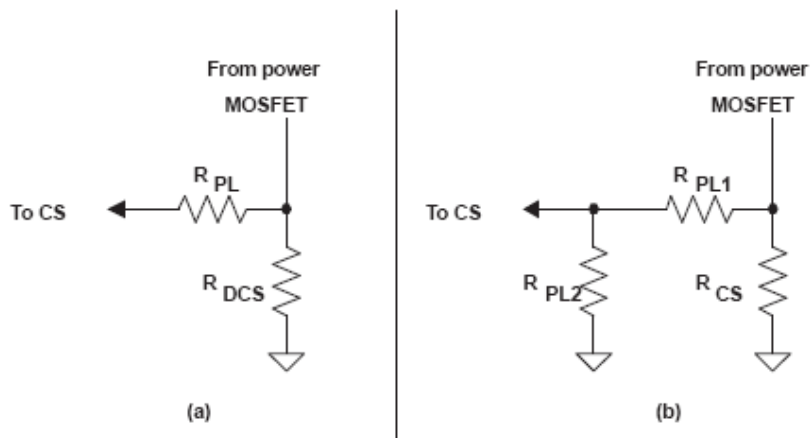 From power
MOSFET
R PL
To CS
R DCS
(a)
From power
MOSFET
R PL1
To CS
R PL2
R CS
(b)